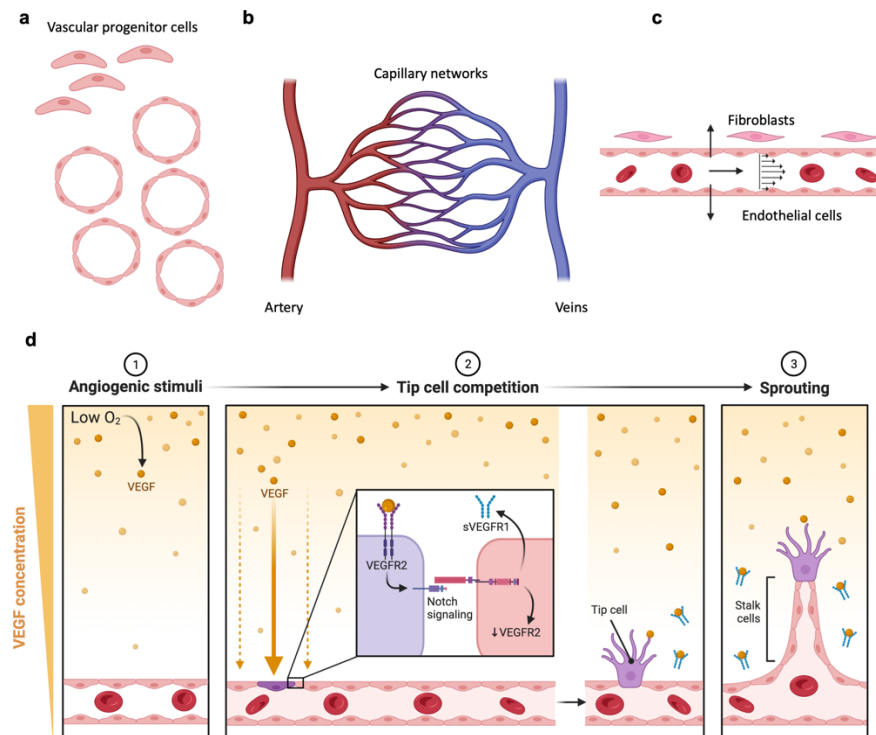 a
Vascular progenitor cells
b
Capillary networks
Artery
Veins
c
Fibroblasts
Endothelial cells
d
1
Angiogenic stimuli
2
Tip cell competition
3
Sprouting
VEGF concentration
Low O₂
VEGF
VEGF
VEGFR2
sVEGFR1
Notch
signaling
↓VEGFR2
Tip cell
Stalk
cells